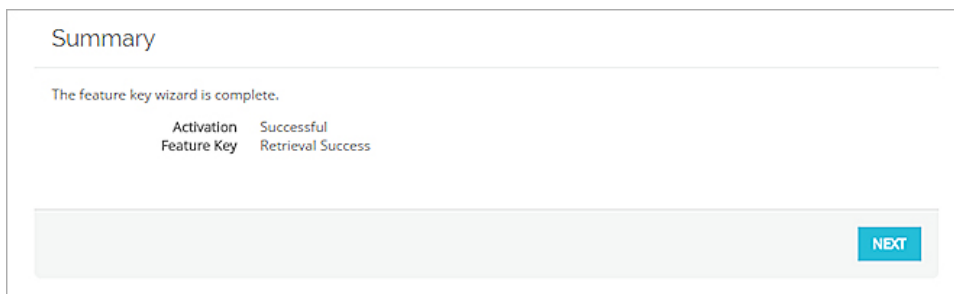 Summary
The feature key wizard is complete.
Activation Successful
Feature Key Retrieval Success
NEXT